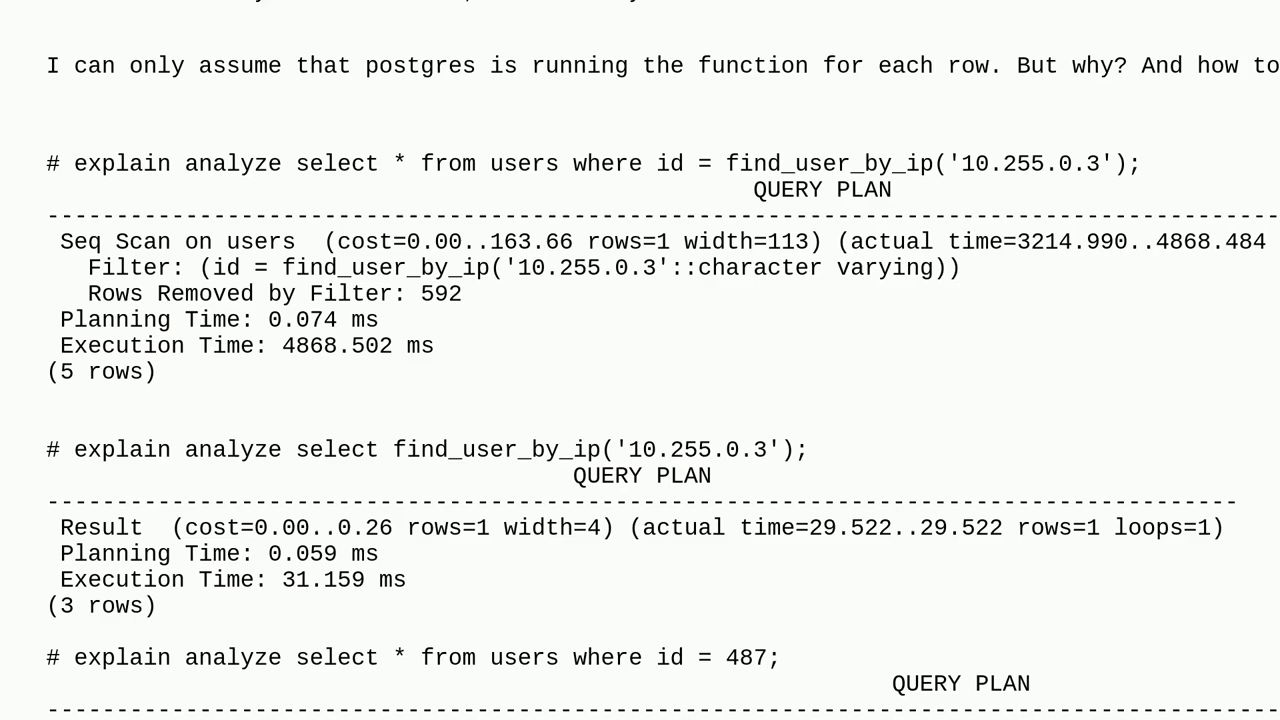 I can only assume that postgres is running the function for each row. But why? And how to
# explain analyze select * from users where id = find_user_by_ip('10.255.0.3');
QUERY PLAN
-------------------------------------------------------------------------------------------
Seq Scan on users  (cost=0.00..163.66 rows=1 width=113) (actual time=3214.990..4868.484
Filter: (id = find_user_by_ip('10.255.0.3'::character varying))
Rows Removed by Filter: 592
Planning Time: 0.074 ms
Execution Time: 4868.502 ms
(5 rows)
# explain analyze select find_user_by_ip('10.255.0.3');
QUERY PLAN
--------------------------------------------------------------------------------------
Result  (cost=0.00..0.26 rows=1 width=4) (actual time=29.522..29.522 rows=1 loops=1)
Planning Time: 0.059 ms
Execution Time: 31.159 ms
(3 rows)
# explain analyze select * from users where id = 487;
QUERY PLAN
-------------------------------------------------------------------------------------------